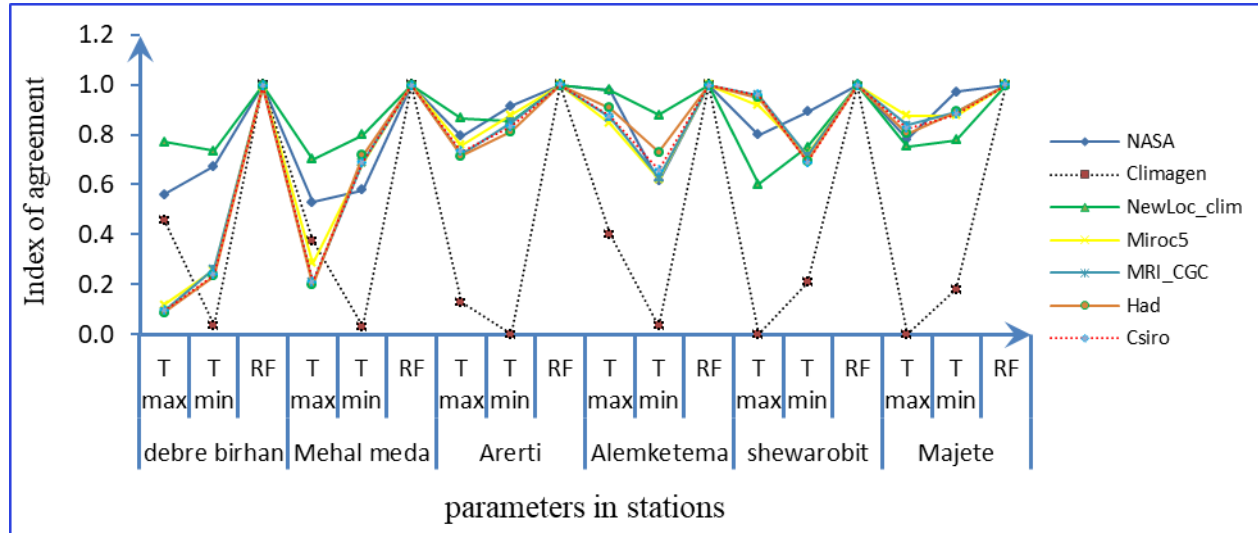 Index of agreement
1.2
1.0
0.8
0.6
0.4
0.2
0.0
T max
T min
RF
T max
T min
RF
T max
T min
RF
T max
T min
RF
T max
T min
RF
T max
T min
RF
debre birhan
Mehal meda
Arerti
Alemketema
shewarobit
Majete
parameters in stations
NASA
Climagen
NewLoc_clim
Miroc5
MRI_CGC
Had
Csiro